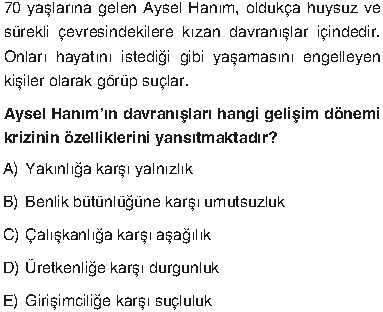 70 yaşlarına gelen Aysel Hanım, oldukça huysuz ve
sürekli çevresindekilere kızan davranışlar içindedir.
Onları hayatını istediği gibi yaşamasını engelleyen
kişiler olarak görüp suçlar.
Aysel Hanım'ın davranışları hangi gelişim dönemi
krizinin özelliklerini yansıtmaktadır?
A) Yakınlığa karşı yalnızlık
B) Benlik bütünlüğüne karşı umutsuzluk
C) Çalışkanlığa karşı aşağılık
D) Üretkenliğe karşı durgunluk
E) Girişimciliğe karşı suçluluk